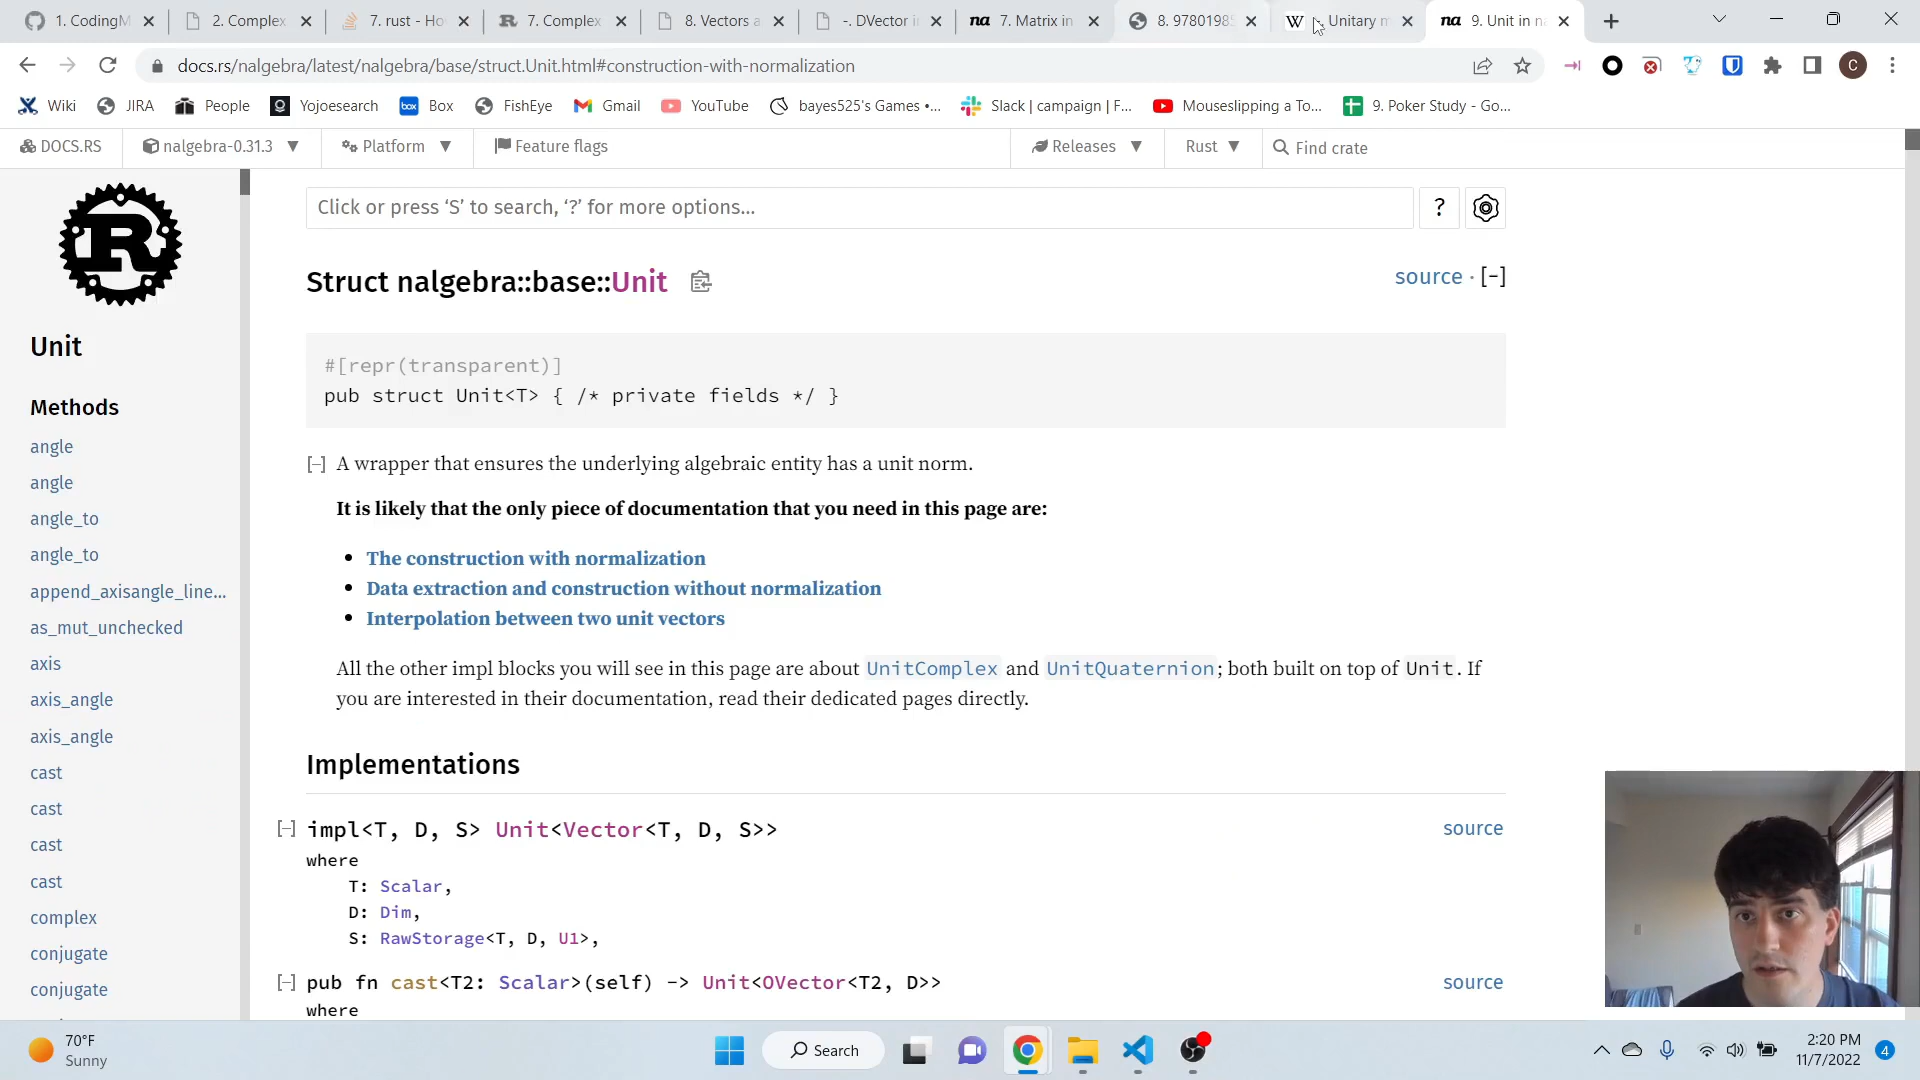 1. CodingM
2. Complex
7. rust - Ho
7. Complex
8. Vectors a
-. DVector i
na 7. Matrix in
8. 97801985
W -. Unitary m
na 9. Unit in na
docs.rs/nalgebra/latest/nalgebra/base/struct.Unit.html#construction-with-normalization
C
Wiki
JIRA
People
Yojoesearch
box Box
FishEye
Gmail
YouTube
bayes525's Games •...
Slack | campaign | F...
Mouseslipping a To...
9. Poker Study - Go...
DOCS.RS
nalgebra-0.31.3
Platform
Feature flags
Releases
Rust
Find crate
R
Click or press ‘S’ to search, ‘?’ for more options...
?
Unit
Methods
angle
angle
angle_to
angle_to
append_axisangle_line...
as_mut_unchecked
axis
axis_angle
axis_angle
cast
cast
cast
cast
complex
conjugate
conjugate
Struct nalgebra::base::Unit
source · [-]
#[repr(transparent)]
pub struct Unit<T> { /* private fields */ }
[-] A wrapper that ensures the underlying algebraic entity has a unit norm.
It is likely that the only piece of documentation that you need in this page are:
• The construction with normalization
• Data extraction and construction without normalization
• Interpolation between two unit vectors
All the other impl blocks you will see in this page are about UnitComplex and UnitQuaternion; both built on top of Unit. If
you are interested in their documentation, read their dedicated pages directly.
Implementations
[-] impl<T, D, S> Unit<Vector<T, D, S>> source
where
T: Scalar,
D: Dim,
S: RawStorage<T, D, U1>,
[-] pub fn cast<T2: Scalar>(self) -> Unit<OVector<T2, D>> source
where
70°F
Sunny
Search
2:20 PM
11/7/2022
4